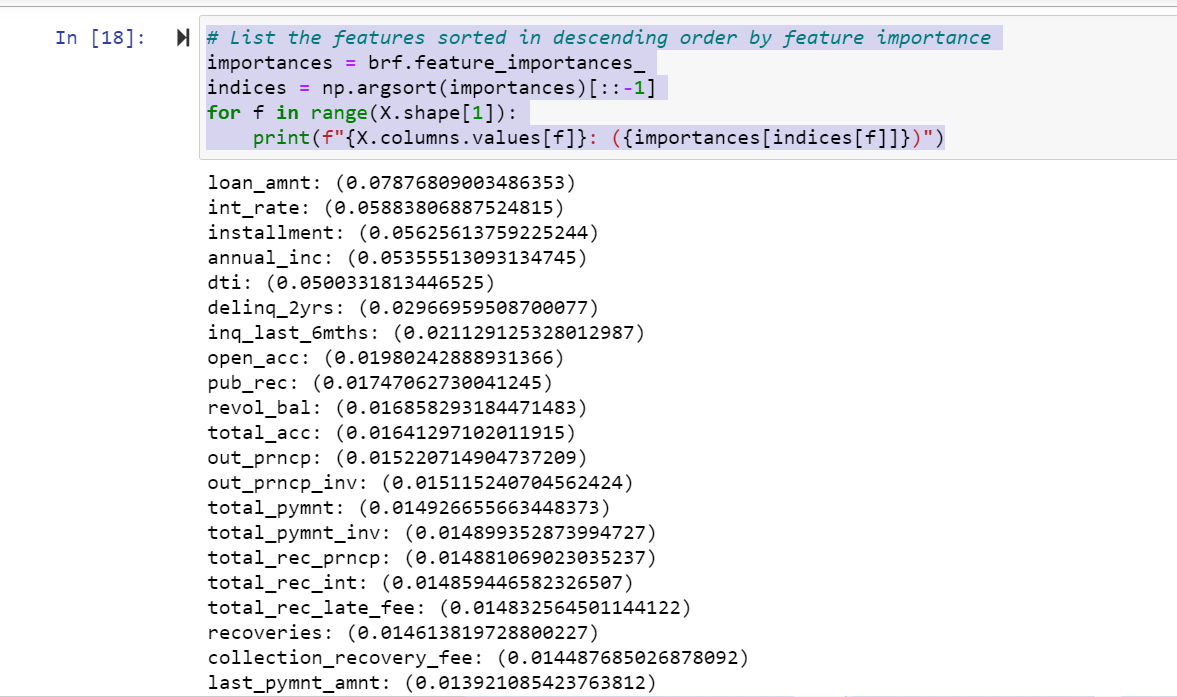 In [18]:
# List the features sorted in descending order by feature importance
importances = brf.feature_importances_
indices = np.argsort(importances)[::-1]
for f in range(X.shape[1]):
    print(f"{X.columns.values[f]}: ({importances[indices[f]]})")
loan_amnt: (0.07876809003486353)
int_rate: (0.05883806887524815)
installment: (0.05625613759225244)
annual_inc: (0.05355513093134745)
dti: (0.0500331813446525)
delinq_2yrs: (0.02966959508700077)
inq_last_6mths: (0.021129125328012987)
open_acc: (0.01980242888931366)
pub_rec: (0.01747062730041245)
revol_bal: (0.016858293184471483)
total_acc: (0.01641297102011915)
out_prncp: (0.015220714904737209)
out_prncp_inv: (0.015115240704562424)
total_pymnt: (0.014926655663448373)
total_pymnt_inv: (0.014899352873994727)
total_rec_prncp: (0.014881069023035237)
total_rec_int: (0.014859446582326507)
total_rec_late_fee: (0.014832564501144122)
recoveries: (0.014613819728800227)
collection_recovery_fee: (0.014487685026878092)
last_pymnt_amnt: (0.013921085423763812)